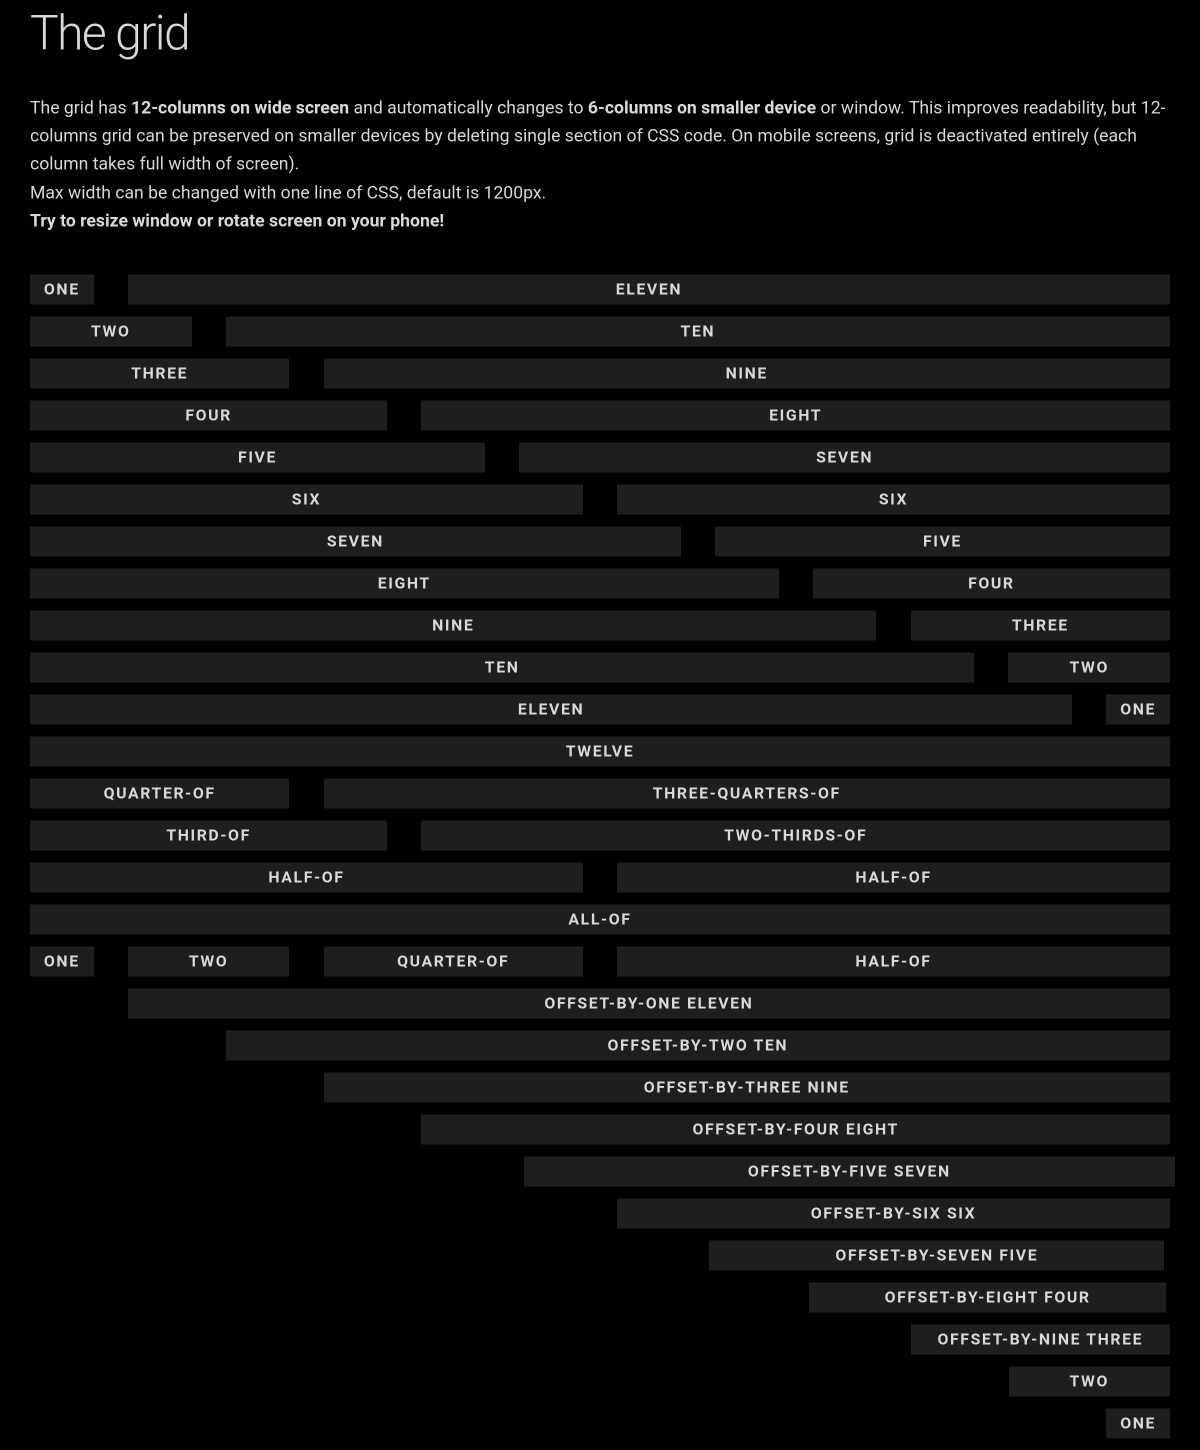 The grid
The grid has 12-columns on wide screen and automatically changes to 6-columns on smaller device or window. This improves readability, but 12-
columns grid can be preserved on smaller devices by deleting single section of CSS code. On mobile screens, grid is deactivated entirely (each
column takes full width of screen).
Max width can be changed with one line of CSS, default is 1200px.
Try to resize window or rotate screen on your phone!
ONE ELEVEN
TWO TEN
THREE NINE
FOUR EIGHT
FIVE SEVEN
SIX SIX
SEVEN FIVE
EIGHT FOUR
NINE THREE
TEN TWO
ELEVEN ONE
TWELVE
QUARTER-OF THREE-QUARTERS-OF
THIRD-OF TWO-THIRDS-OF
HALF-OF HALF-OF
ALL-OF
ONE TWO QUARTER-OF HALF-OF
OFFSET-BY-ONE ELEVEN
OFFSET-BY-TWO TEN
OFFSET-BY-THREE NINE
OFFSET-BY-FOUR EIGHT
OFFSET-BY-FIVE SEVEN
OFFSET-BY-SIX SIX
OFFSET-BY-SEVEN FIVE
OFFSET-BY-EIGHT FOUR
OFFSET-BY-NINE THREE
TWO
ONE